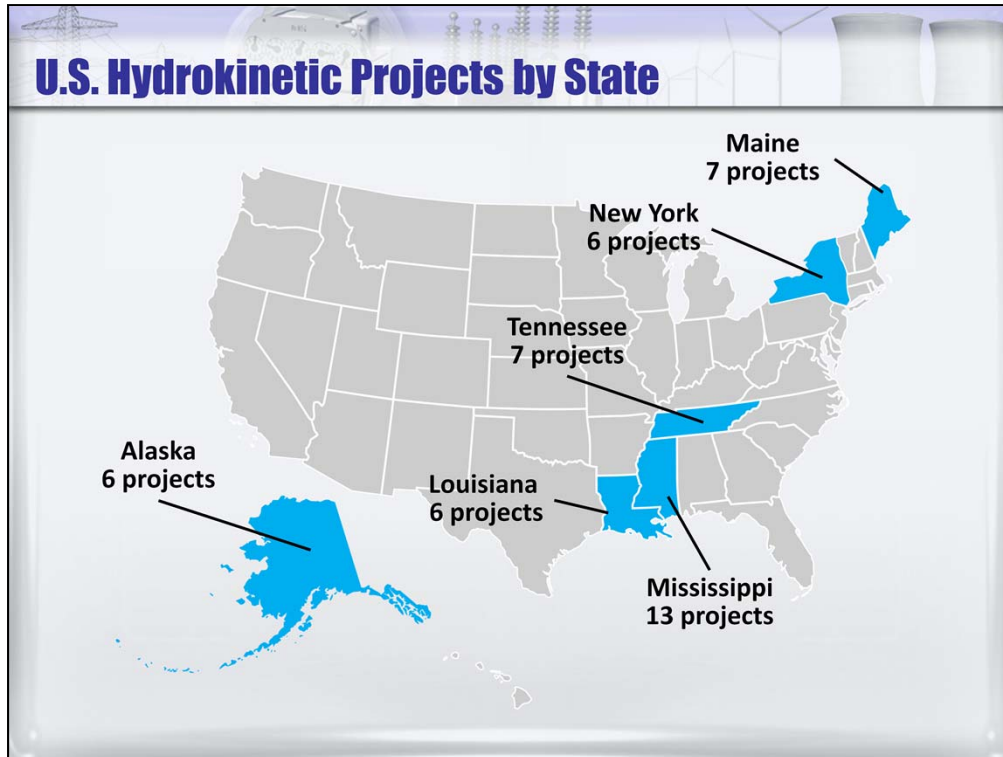 U.S. Hydrokinetic Projects by State
Maine
7 projects
New York
6 projects
Tennessee
7 projects
Alaska
6 projects
Louisiana
6 projects
Mississippi
13 projects